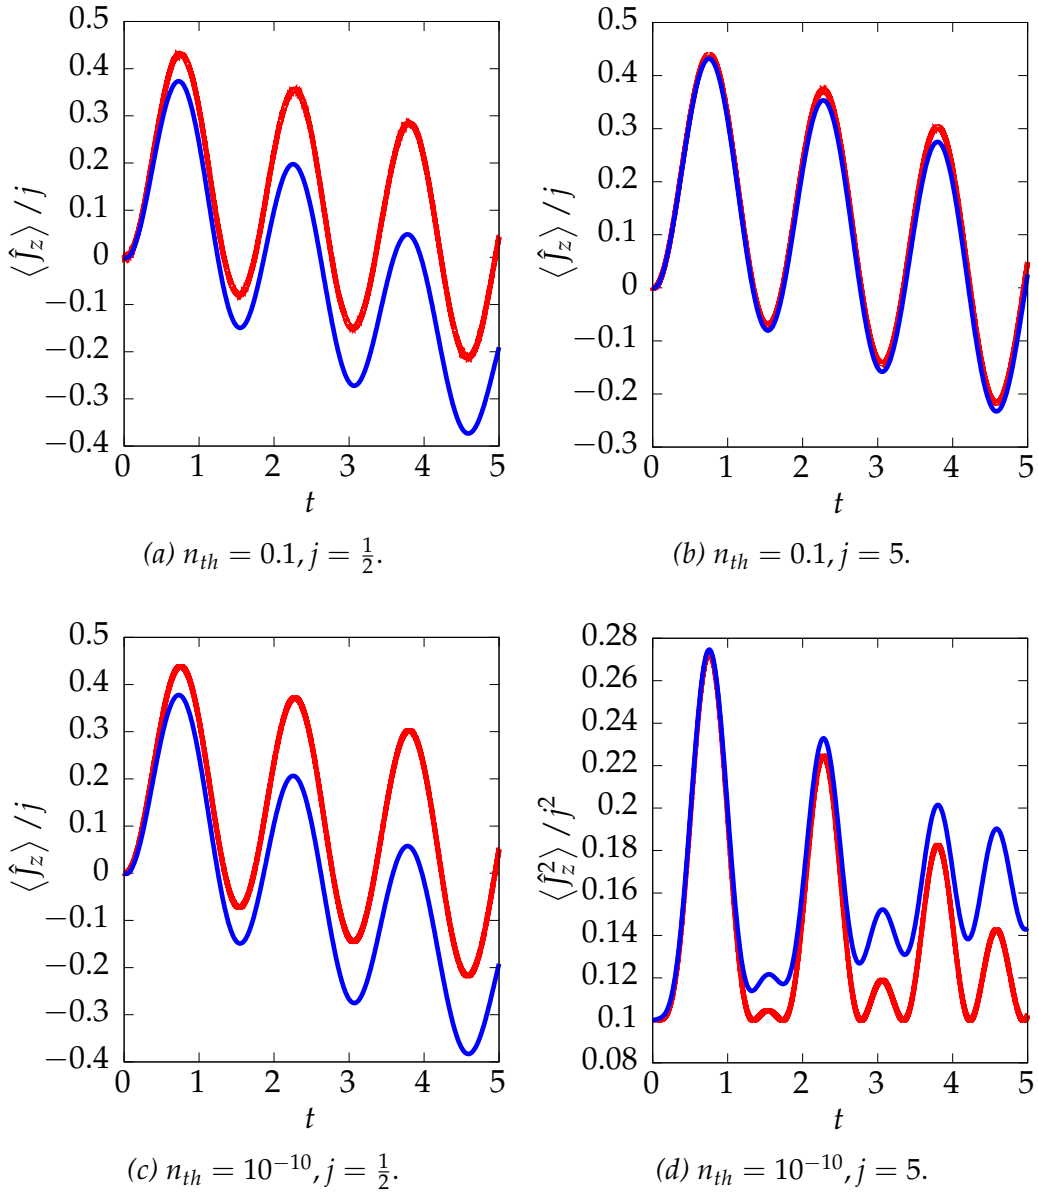 0.5
0.4
0.3
0.2
0.1
0
−0.1
−0.2
−0.3
−0.4
⟨Ĵz⟩ / j
0 1 2 3 4 5
t
(a) nth = 0.1, j = 1/2.
0.5
0.4
0.3
0.2
0.1
0
−0.1
−0.2
−0.3
⟨Ĵz⟩ / j
0 1 2 3 4 5
t
(b) nth = 0.1, j = 5.
0.5
0.4
0.3
0.2
0.1
0
−0.1
−0.2
−0.3
−0.4
⟨Ĵz⟩ / j
0 1 2 3 4 5
t
(c) nth = 10⁻¹⁰, j = 1/2.
0.28
0.26
0.24
0.22
0.2
0.18
0.16
0.14
0.12
0.1
0.08
⟨Ĵz²⟩ / j²
0 1 2 3 4 5
t
(d) nth = 10⁻¹⁰, j = 5.